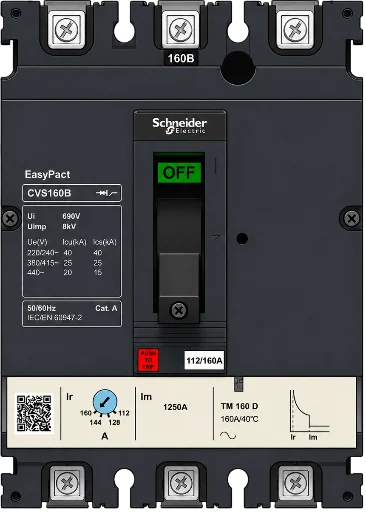 160B
Schneider
Electric
OFF
EasyPact
CVS160B
Ui 690V
Uimp 8kV
Ue(V) Icu(kA) Ics(kA)
220/240~ 40 40
380/415~ 25 25
440~ 20 15
50/60Hz Cat. A
IEC/EN 60947-2
PUSH
TO
TRIP
112/160A
Ir
160 112
144 128
A
Im
1250A
TM 160 D
160A/40℃
Ir Im